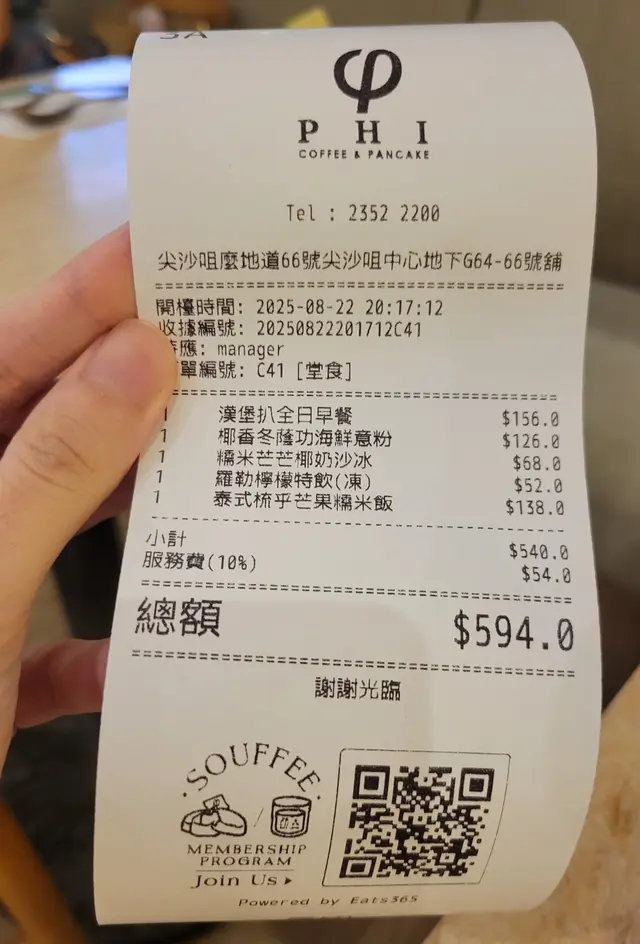 φ
PHI
COFFEE & PANCAKE
Tel : 2352 2200
尖沙咀麼地道66號尖沙咀中心地下G64-66號舖
開檯時間: 2025-08-22 20:17:12
收據編號: 20250822201712C41
應: manager
單編號: C41 [堂食]
1 漢堡扒全日早餐 $156.0
1 椰香冬蔭功海鮮意粉 $126.0
1 糯米芒芒椰奶沙冰 $68.0
1 羅勒檸檬特飲(凍) $52.0
1 泰式梳乎芒果糯米飯 $138.0
小計 $540.0
服務費(10%) $54.0
總額 $594.0
謝謝光臨
SOUFFEE
MEMBERSHIP
PROGRAM
Join Us ▸
Powered by Eats365